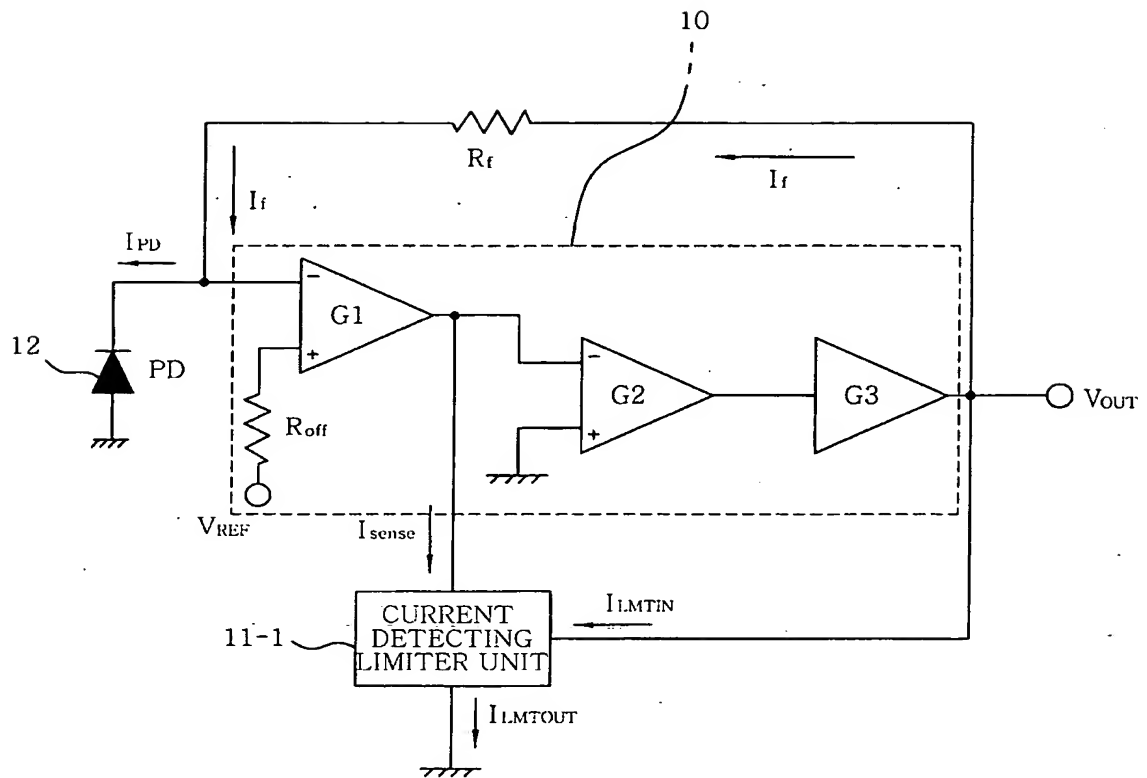 10
Rf
If
If
IPD
−
G1
+
12
PD
Roff
−
G2
+
G3
VOUT
VREF
Isense
CURRENT
DETECTING
LIMITER UNIT
11-1
ILMTIN
ILMTOUT